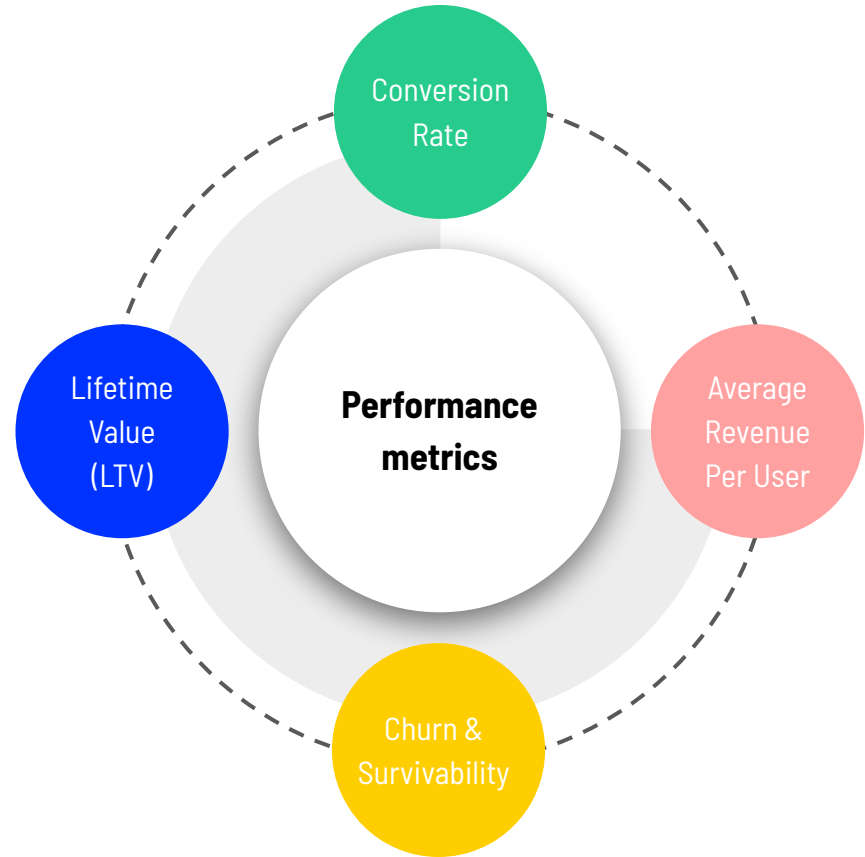 Conversion
Rate
Lifetime
Value
(LTV)
Performance
metrics
Average
Revenue
Per User
Churn &
Survivability